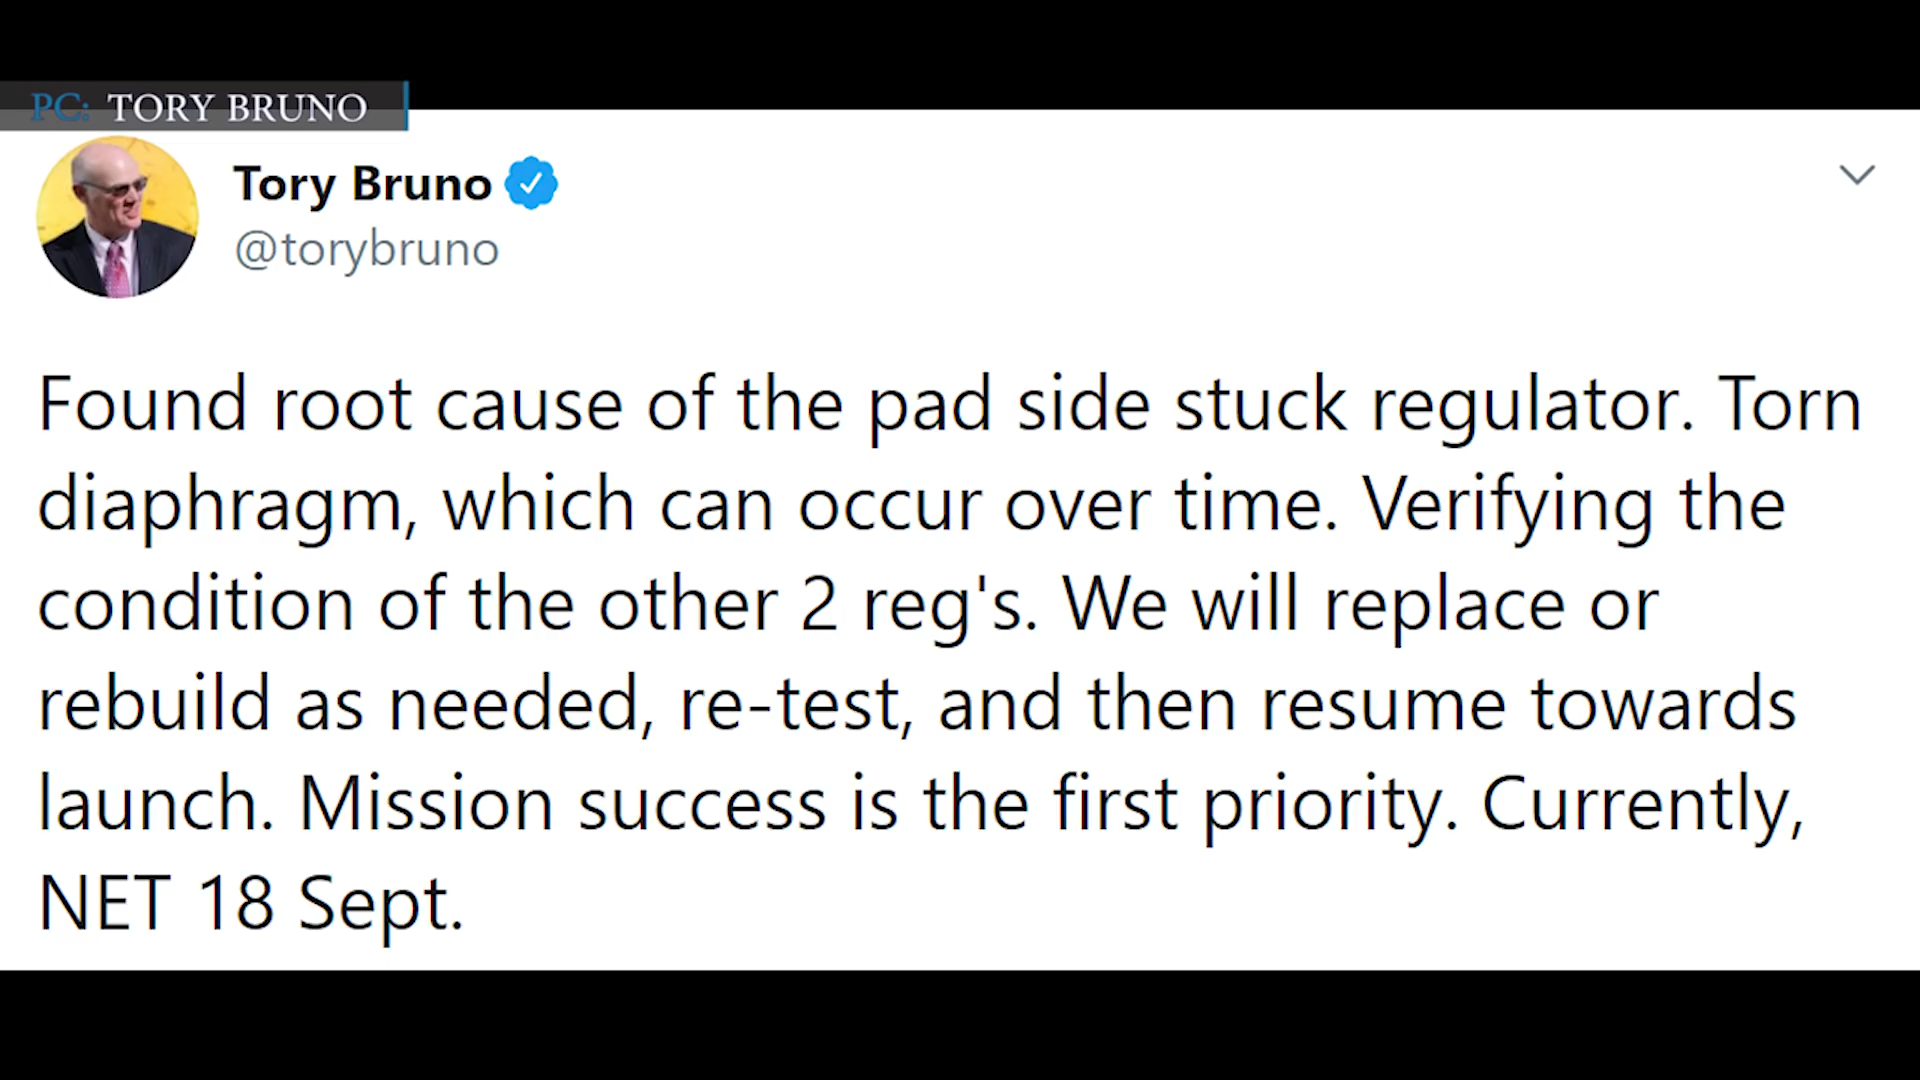 PC: TORY BRUNO
Tory Bruno
@torybruno
Found root cause of the pad side stuck regulator. Torn
diaphragm, which can occur over time. Verifying the
condition of the other 2 reg's. We will replace or
rebuild as needed, re-test, and then resume towards
launch. Mission success is the first priority. Currently,
NET 18 Sept.